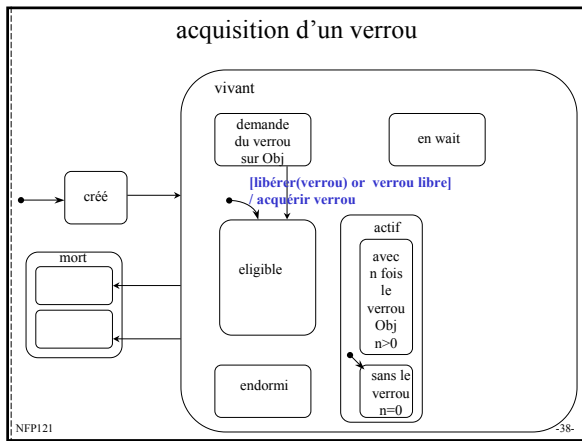 acquisition d'un verrou
vivant
demande
du verrou
sur Obj
en wait
[libérer(verrou) or verrou libre]
/ acquérir verrou
créé
mort
eligible
actif
avec
n fois
le
verrou
Obj
n>0
endormi
sans le
verrou
n=0
NFP121
-38-